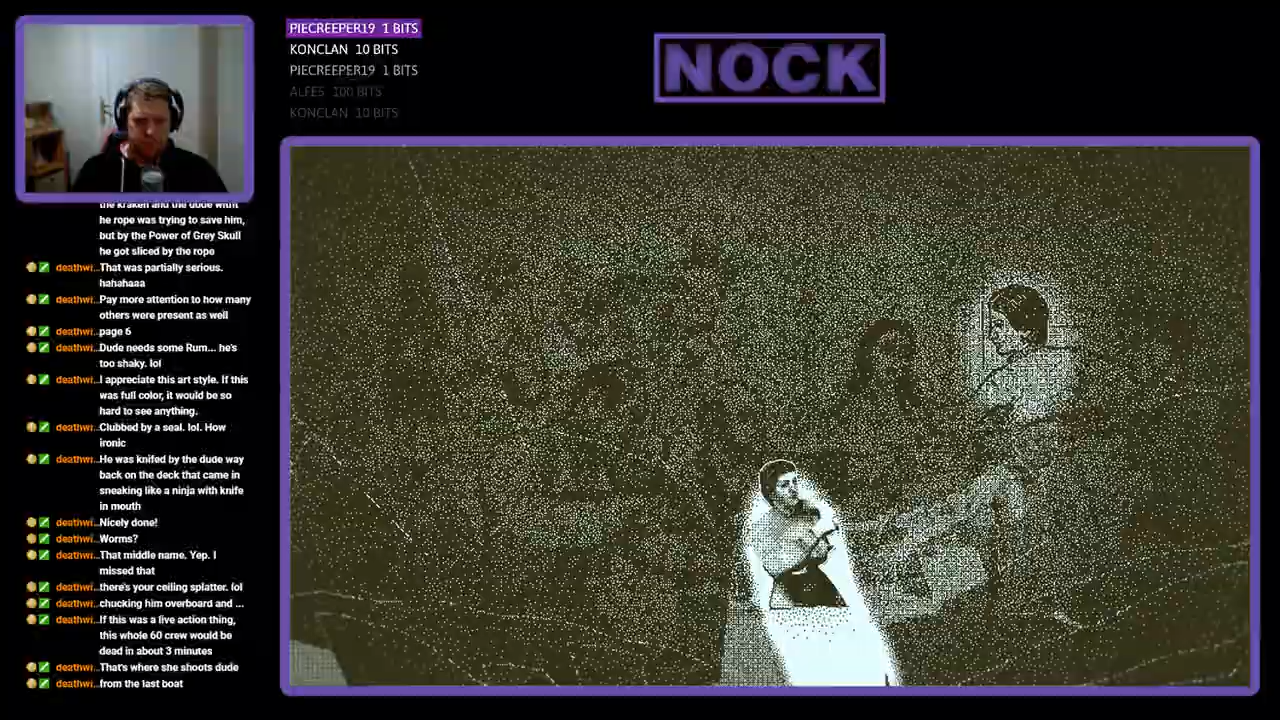 PIECREEPER19 1 BITS
KONCLAN 10 BITS
PIECREEPER19 1 BITS
ALFES 100 BITS
KONCLAN 10 BITS
NOCK
the kraken and the dude witht
he rope was trying to save him,
but by the Power of Grey Skull
he got sliced by the rope
deathwi...That was partially serious.
hahahaaa
deathwi...Pay more attention to how many
others were present as well
deathwi...page 6
deathwi...Dude needs some Rum... he's
too shaky. lol
deathwi...I appreciate this art style. If this
was full color, it would be so
hard to see anything.
deathwi...Clubbed by a seal. lol. How
ironic
deathwi...He was knifed by the dude way
back on the deck that came in
sneaking like a ninja with knife
in mouth
deathwi...Nicely done!
deathwi...Worms?
deathwi...That middle name. Yep. I
missed that
deathwi...there's your ceiling splatter. lol
deathwi...chucking him overboard and ...
deathwi...If this was a live action thing,
this whole 60 crew would be
dead in about 3 minutes
deathwi...That's where she shoots dude
deathwi...from the last boat